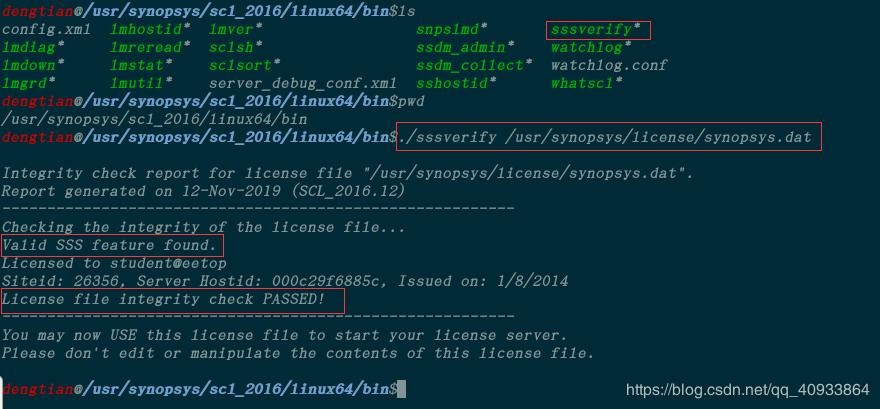 dengtian@/usr/synopsys/scl_2016/linux64/bin$ls
config.xml lmhostid* lmver* snpslmd* sssverify*
lmdiag* lmreread* sclsh* ssdm_admin* watchlog*
lmdown* lmstat* sclsort* ssdm_collect* watchlog.conf
lmgrd* lmutil* server_debug_conf.xml sshostid* whatscl*
dengtian@/usr/synopsys/scl_2016/linux64/bin$pwd
/usr/synopsys/scl_2016/linux64/bin
dengtian@/usr/synopsys/scl_2016/linux64/bin$./sssverify /usr/synopsys/license/synopsys.dat
Integrity check report for license file "/usr/synopsys/license/synopsys.dat".
Report generated on 12-Nov-2019 (SCL_2016.12)
---------------------------------------------------------
Checking the integrity of the license file...
Valid SSS feature found.
Licensed to student@eetop
Siteid: 26356, Server Hostid: 000c29f6885c, Issued on: 1/8/2014
License file integrity check PASSED!
---------------------------------------------------------
You may now USE this license file to start your license server.
Please don't edit or manipulate the contents of this license file.
dengtian@/usr/synopsys/scl_2016/linux64/bin$
https://blog.csdn.net/qq_40933864